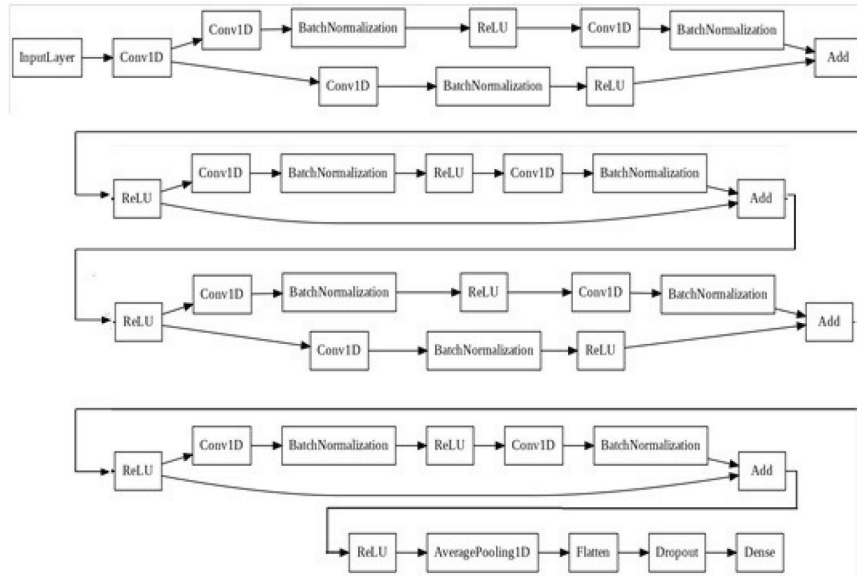 Conv1D BatchNormalization ReLU Conv1D BatchNormalization
InputLayer Conv1D Add
Conv1D BatchNormalization ReLU
Conv1D BatchNormalization ReLU Conv1D BatchNormalization
ReLU Add
Conv1D BatchNormalization ReLU Conv1D BatchNormalization
ReLU Add
Conv1D BatchNormalization ReLU
Conv1D BatchNormalization ReLU Conv1D BatchNormalization
ReLU Add
ReLU AveragePooling1D Flatten Dropout Dense